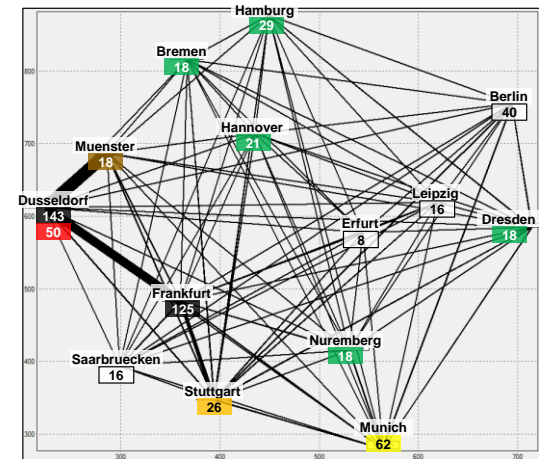 Hamburg
29
Bremen
18
800
Berlin
40
Hannover
21
700
Muenster
18
Leipzig
16
Dusseldorf
143
50
600
Erfurt
8
Dresden
18
500
Frankfurt
125
Nuremberg
18
400
Saarbruecken
16
Stuttgart
26
300
Munich
62
300
400
500
600
700